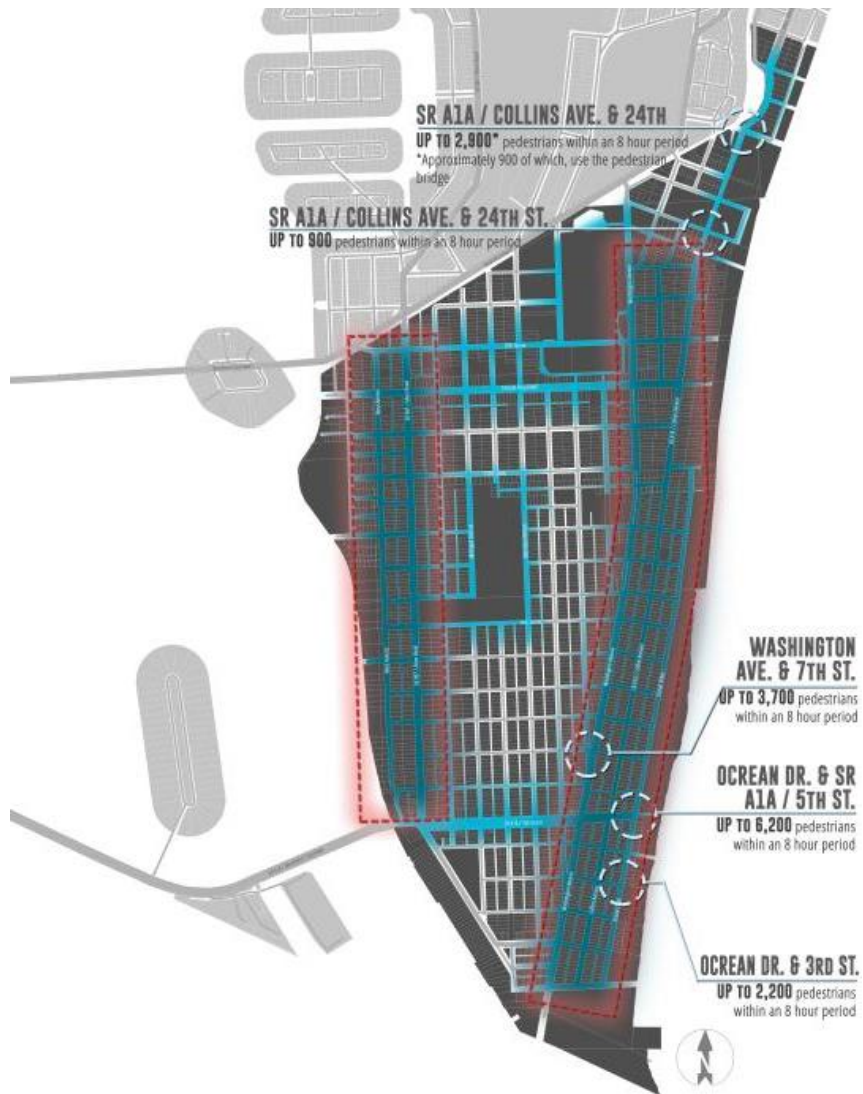 SR A1A / COLLINS AVE. & 24TH
UP TO 2,900* pedestrians within an 8 hour period
*Approximately 900 of which, use the pedestrian
bridge
SR A1A / COLLINS AVE. & 24TH ST.
UP TO 900 pedestrians within an 8 hour period
WASHINGTON
AVE. & 7TH ST.
UP TO 3,700 pedestrians
within an 8 hour period
OCREAN DR. & SR
A1A / 5TH ST.
UP TO 6,200 pedestrians
within an 8 hour period
OCREAN DR. & 3RD ST.
UP TO 2,200 pedestrians
within an 8 hour period
N